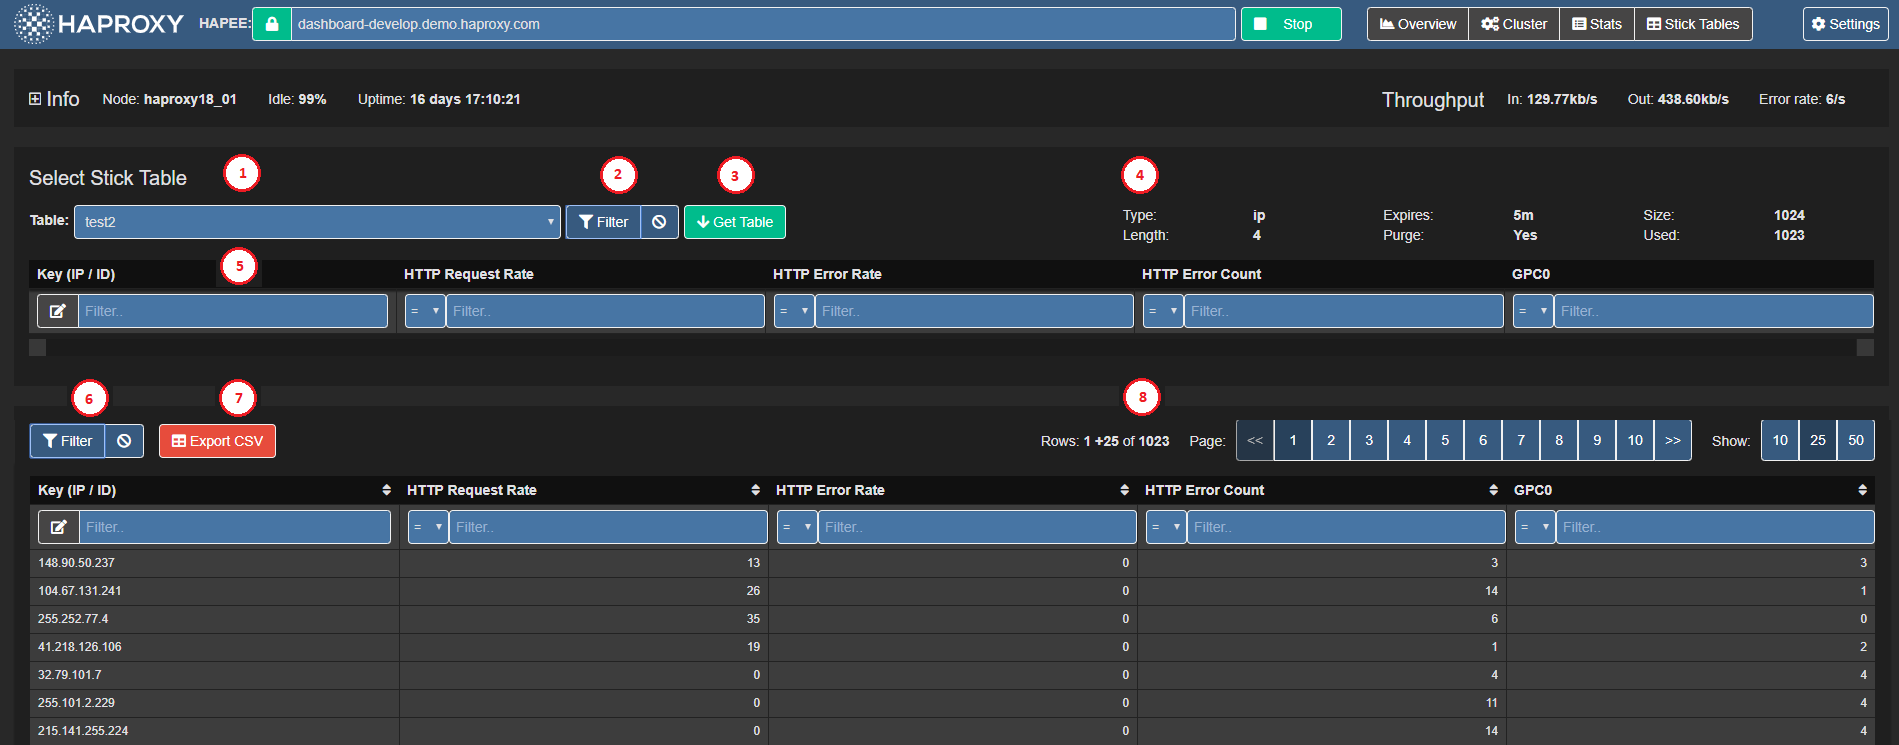 HAPROXY HAPEE: dashboard-develop.demo.haproxy.com Stop Overview Cluster Stats Stick Tables Settings
Info Node: haproxy18_01 Idle: 99% Uptime: 16 days 17:10:21 Throughput In: 129.77kb/s Out: 438.60kb/s Error rate: 6/s
1 2 3 4
Select Stick Table
Table: test2 Filter Get Table
Type: ip Expires: 5m Size: 1024
Length: 4 Purge: Yes Used: 1023
5
Key (IP / ID) HTTP Request Rate HTTP Error Rate HTTP Error Count GPC0
Filter.. = Filter.. = Filter.. = Filter.. = Filter..
6 7 8
Filter Export CSV Rows: 1 +25 of 1023 Page: << 1 2 3 4 5 6 7 8 9 10 >> Show: 10 25 50
Key (IP / ID) HTTP Request Rate HTTP Error Rate HTTP Error Count GPC0
Filter.. = Filter.. = Filter.. = Filter.. = Filter..
148.90.50.237 13 0 3 3
104.67.131.241 26 0 14 1
255.252.77.4 35 0 6 0
41.218.126.106 19 0 1 2
32.79.101.7 0 0 4 4
255.101.2.229 0 0 11 4
215.141.255.224 0 0 14 4